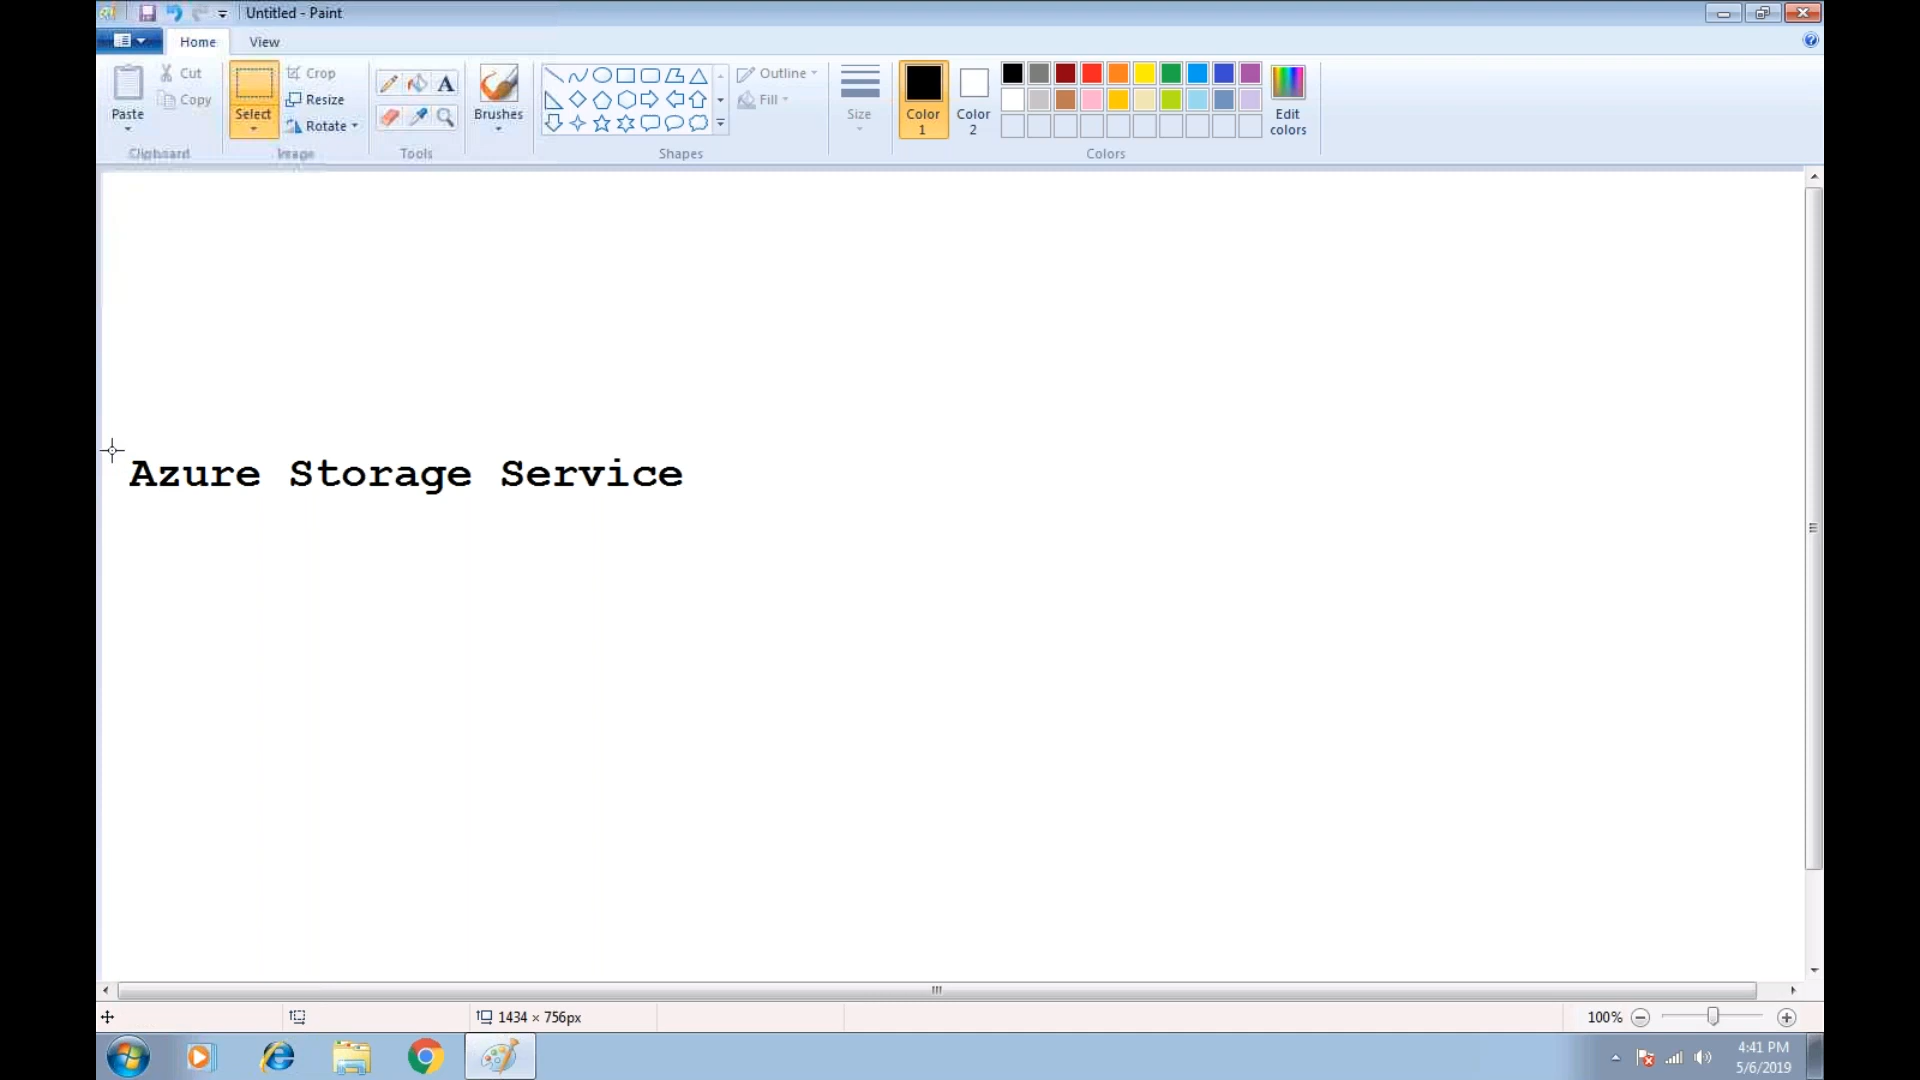 Untitled - Paint
Home View
Paste
Cut
Copy
Clipboard
Select
Crop
Resize
Rotate
Image
A
Tools
Brushes
Shapes
Outline
Fill
Size
Color 1
Color 2
Edit colors
Colors
Azure Storage Service
1434 × 756px
100%
4:41 PM
5/6/2019